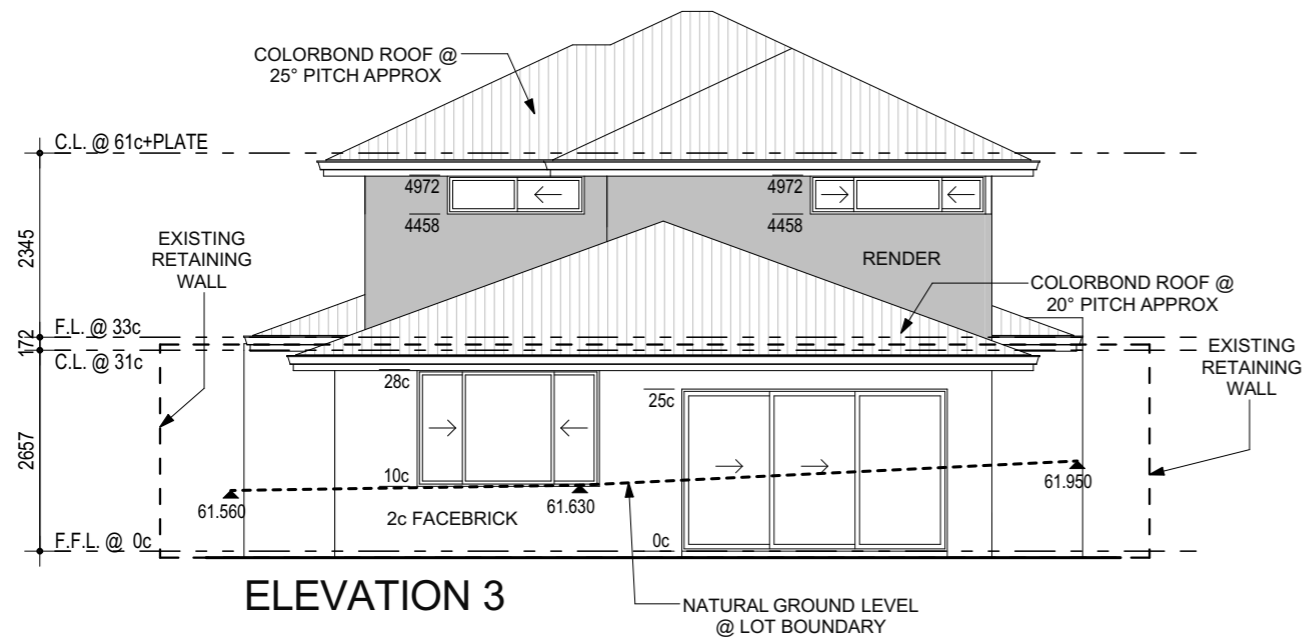 COLORBOND ROOF @
25° PITCH APPROX
C.L. @ 61c+PLATE
4972
4458
4972
4458
2345
EXISTING
RETAINING
WALL
RENDER
COLORBOND ROOF @
20° PITCH APPROX
F.L. @ 33c
172
C.L. @ 31c
EXISTING
RETAINING
WALL
28c
25c
2657
10c
61.560
2c FACEBRICK
61.630
61.950
F.F.L. @ 0c
0c
ELEVATION 3
NATURAL GROUND LEVEL
@ LOT BOUNDARY